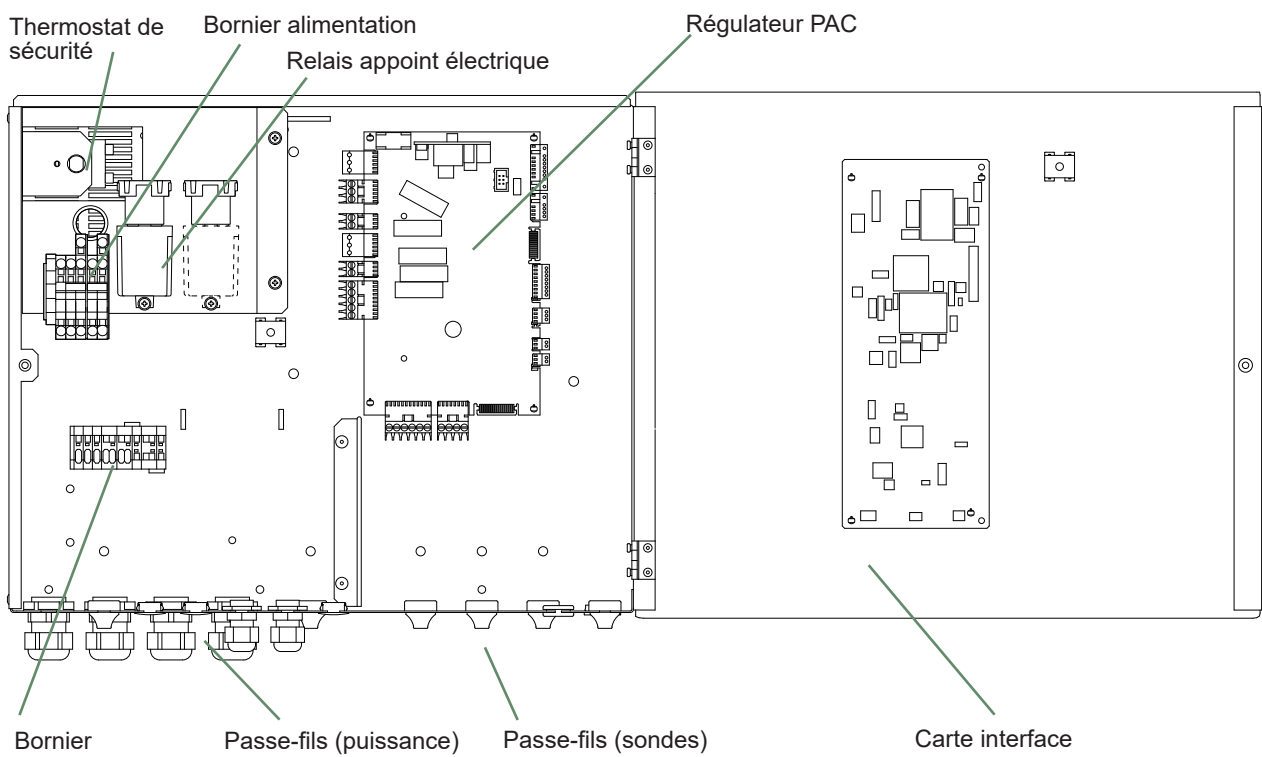 Thermostat de
sécurité
Bornier alimentation
Relais appoint électrique
Régulateur PAC
Bornier
Passe-fils (puissance)
Passe-fils (sondes)
Carte interface